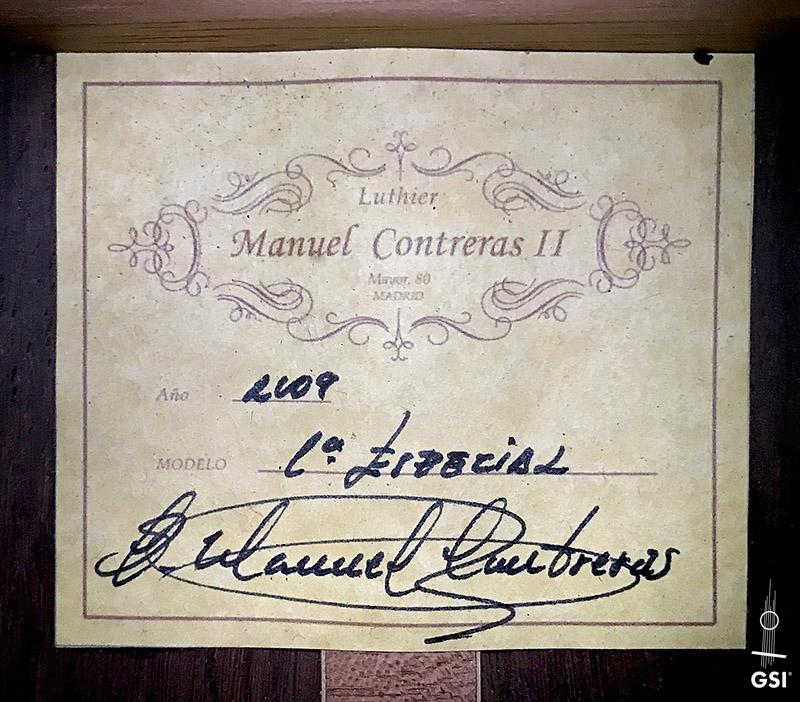 Luthier
Manuel Contreras II
Mayor, 80
MADRID
Año 2009
MODELO 1ª ESPECIAL
Manuel Contreras
GSI